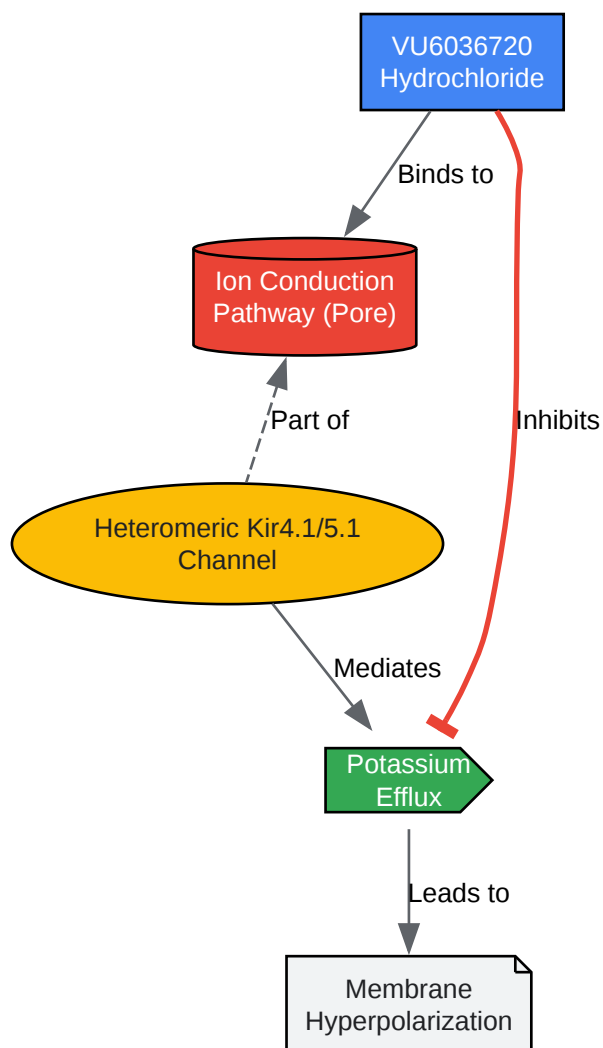 VU6036720
Hydrochloride
Binds to
Ion Conduction
Pathway (Pore)
Part of
Inhibits
Heteromeric Kir4.1/5.1
Channel
Mediates
Potassium
Efflux
Leads to
Membrane
Hyperpolarization